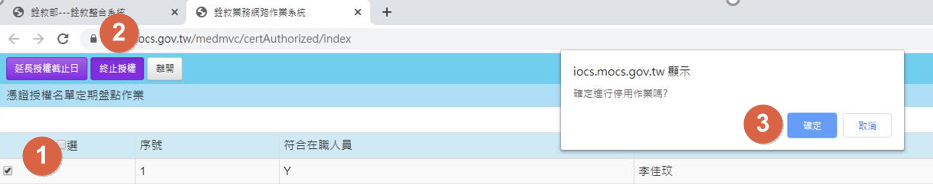 銓敘部---銓敘整合系統
銓敘業務網路作業系統
2
ocs.gov.tw/medmvc/certAuthorized/index
延長授權截止日 終止授權 離開
憑證授權名單定期盤點作業
iocs.mocs.gov.tw 顯示
確定進行停用作業嗎?
3 確定 取消
1 選 序號 符合在職人員
1 Y 李佳玟